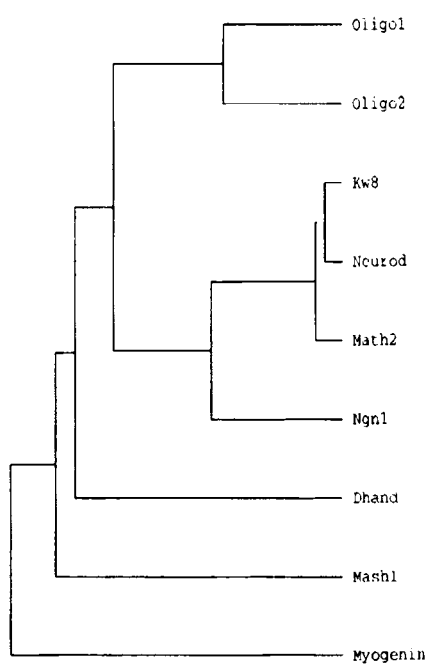 Oligo1
Oligo2
Kw8
Neurod
Math2
Ngn1
Dhand
Mash1
Myogenin